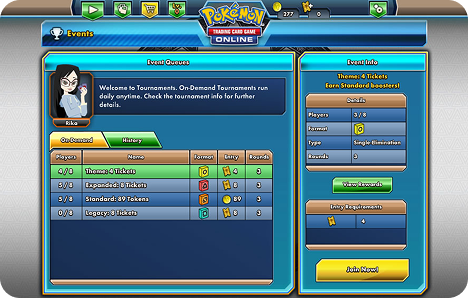 Pokémon
TRADING CARD GAME
ONLINE
277
0
Events
Event Queues
Welcome to Tournaments. On-Demand Tournaments run
daily anytime. Check the tournament info for further
details.
Rika
On-Demand
History
Players Name Format Entry Rounds
4/8 Theme: 4 Tickets 4 3
5/8 Expanded: 8 Tickets 8 3
5/8 Standard: 89 Tokens 89 3
0/8 Legacy: 8 Tickets 8 3
Event Info
Theme: 4 Tickets
Earn Standard boosters!
Details
Players 3/8
Format
Type Single Elimination
Rounds 3
View Rewards
Entry Requirements
4
Join Now!